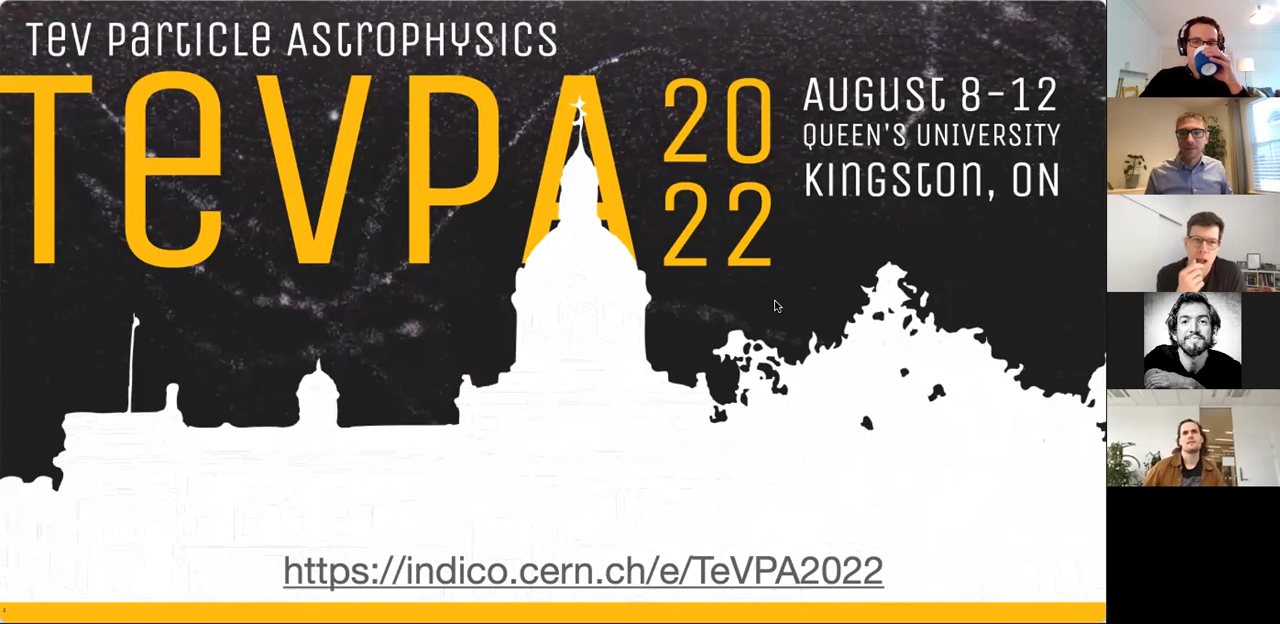 TeV Particle Astrophysics
TeVPA
20
22
August 8-12
Queen's University
Kingston, ON
https://indico.cern.ch/e/TeVPA2022